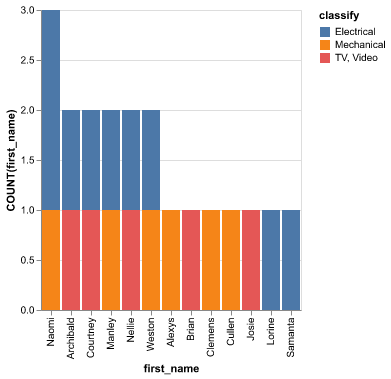 classify
Electrical
Mechanical
TV, Video
COUNT(first_name)
3.0
2.5
2.0
1.5
1.0
0.5
0.0
Naomi
Archibald
Courtney
Manley
Nellie
Weston
Alexys
Brian
Clemens
Cullen
Josie
Lorine
Samanta
first_name